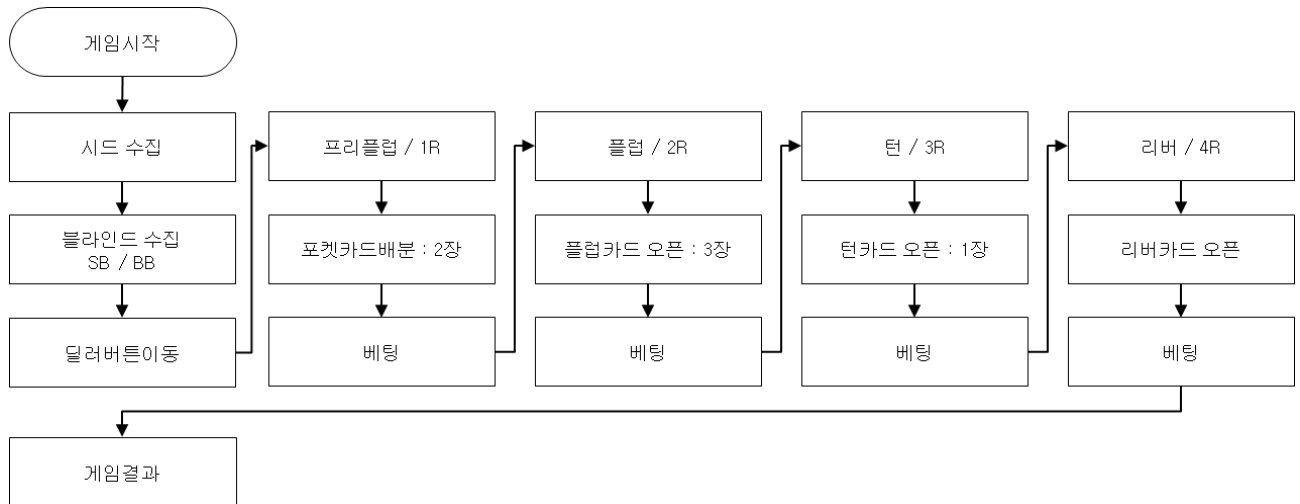 게임시작
시드 수집
블라인드 수집
SB / BB
딜러버튼이동
프리플럽 / 1R
포켓카드배분 : 2장
베팅
플럽 / 2R
플럽카드 오픈 : 3장
베팅
턴 / 3R
턴카드 오픈 : 1장
베팅
리버 / 4R
리버카드 오픈
베팅
게임결과